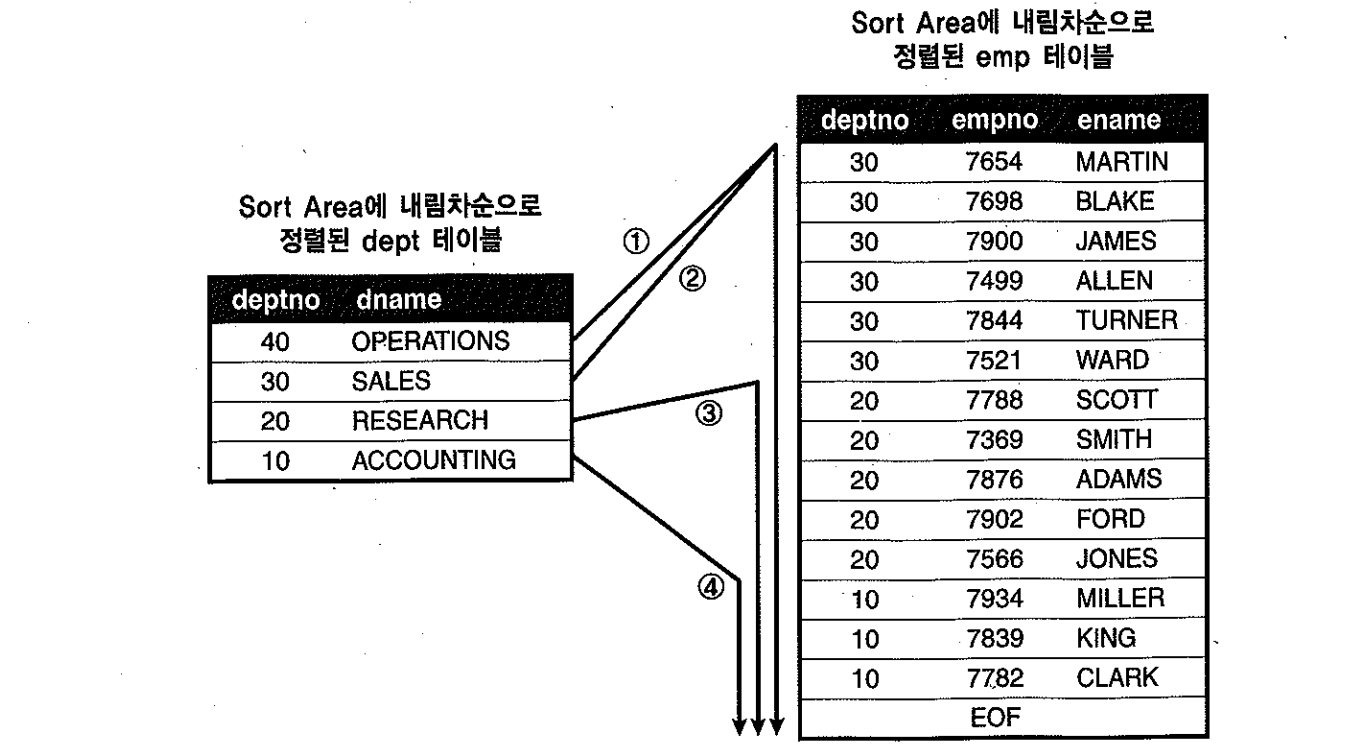 Sort Area에 내림차순으로
정렬된 emp 테이블
deptno empno ename
30 7654 MARTIN
30 7698 BLAKE
30 7900 JAMES
30 7499 ALLEN
30 7844 TURNER
30 7521 WARD
20 7788 SCOTT
20 7369 SMITH
20 7876 ADAMS
20 7902 FORD
20 7566 JONES
10 7934 MILLER
10 7839 KING
10 7782 CLARK
EOF
Sort Area에 내림차순으로
정렬된 dept 테이블
deptno dname
40 OPERATIONS
30 SALES
20 RESEARCH
10 ACCOUNTING
①
②
③
④